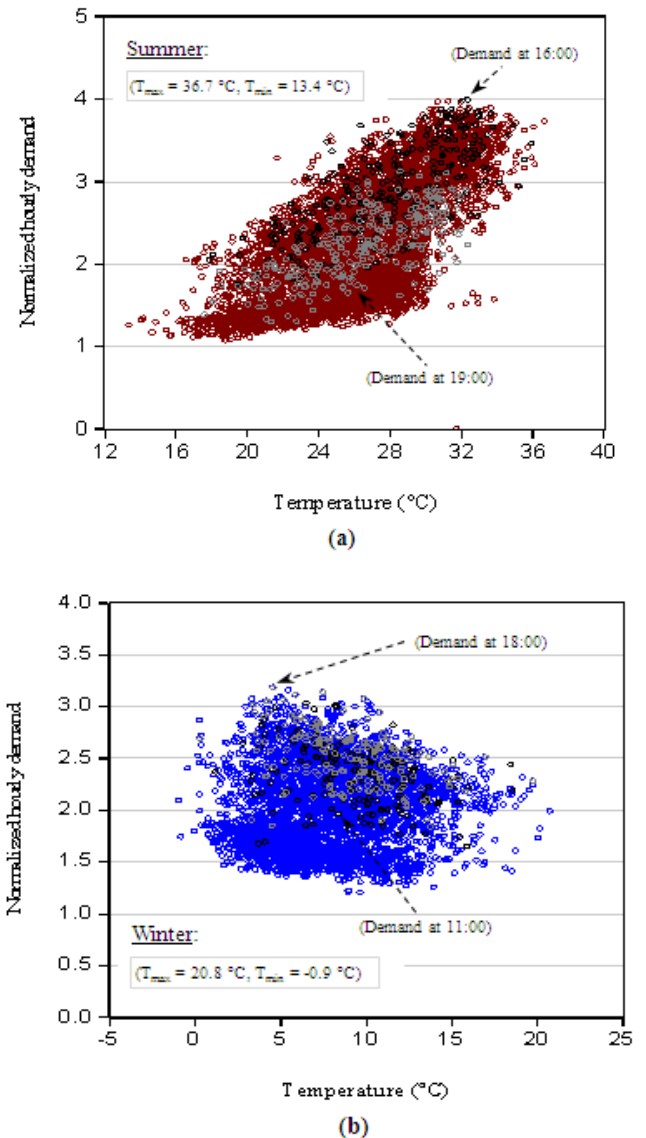 5
Summer:
(Demand at 16:00)
(Tmax = 36.7 °C, Tmin = 13.4 °C)
4
Normalized hourly demand
3
2
1
(Demand at 19:00)
0
12 16 20 24 28 32 36 40
Temperature (°C)
(a)
4.0
3.5
(Demand at 18:00)
3.0
Normalized hourly demand
2.5
2.0
1.5
1.0
(Demand at 11:00)
Winter:
0.5
(Tmax = 20.8 °C, Tmin = -0.9 °C)
0.0
-5 0 5 10 15 20 25
Temperature (°C)
(b)